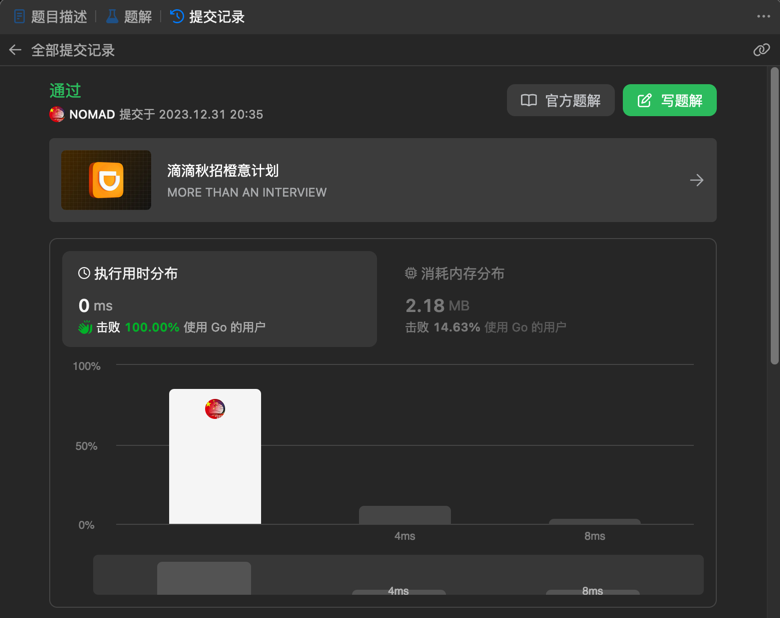 题目描述 题解 提交记录
全部提交记录
通过
NOMAD 提交于 2023.12.31 20:35
官方题解
写题解
滴滴秋招橙意计划
MORE THAN AN INTERVIEW
执行用时分布
0 ms
击败 100.00% 使用 Go 的用户
消耗内存分布
2.18 MB
击败 14.63% 使用 Go 的用户
100%
50%
0%
4ms 8ms
4ms 8ms